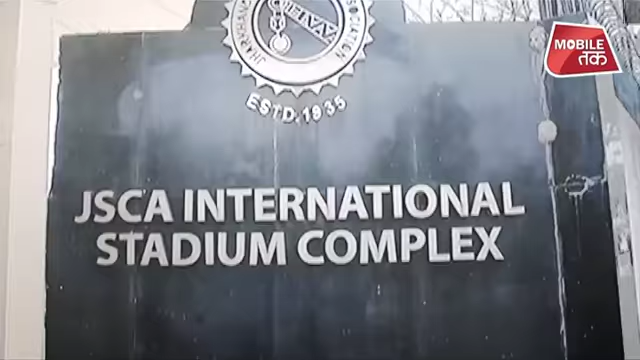 ESTD. 1935
JSCA INTERNATIONAL
STADIUM COMPLEX
MOBILE
तक